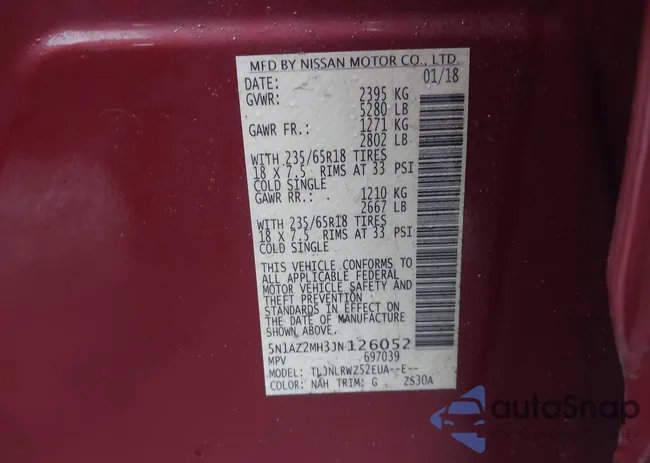 MFD BY NISSAN MOTOR CO., LTD.
DATE: 01/18
GVWR: 2395 KG
5280 LB
GAWR FR.: 1271 KG
2802 LB
WITH 235/65R18 TIRES
18 X 7.5 RIMS AT 33 PSI
COLD SINGLE
GAWR RR.: 1210 KG
2667 LB
WITH 235/65R18 TIRES
18 X 7.5 RIMS AT 33 PSI
COLD SINGLE
THIS VEHICLE CONFORMS TO
ALL APPLICABLE FEDERAL
MOTOR VEHICLE SAFETY AND
THEFT PREVENTION
STANDARDS IN EFFECT ON
THE DATE OF MANUFACTURE
SHOWN ABOVE.
5N1AZ2MH3JN126052
MPV 697039
MODEL: TLJNLRWZ52EUA--E--
COLOR: NAH TRIM: G ZS30A
autoSnap